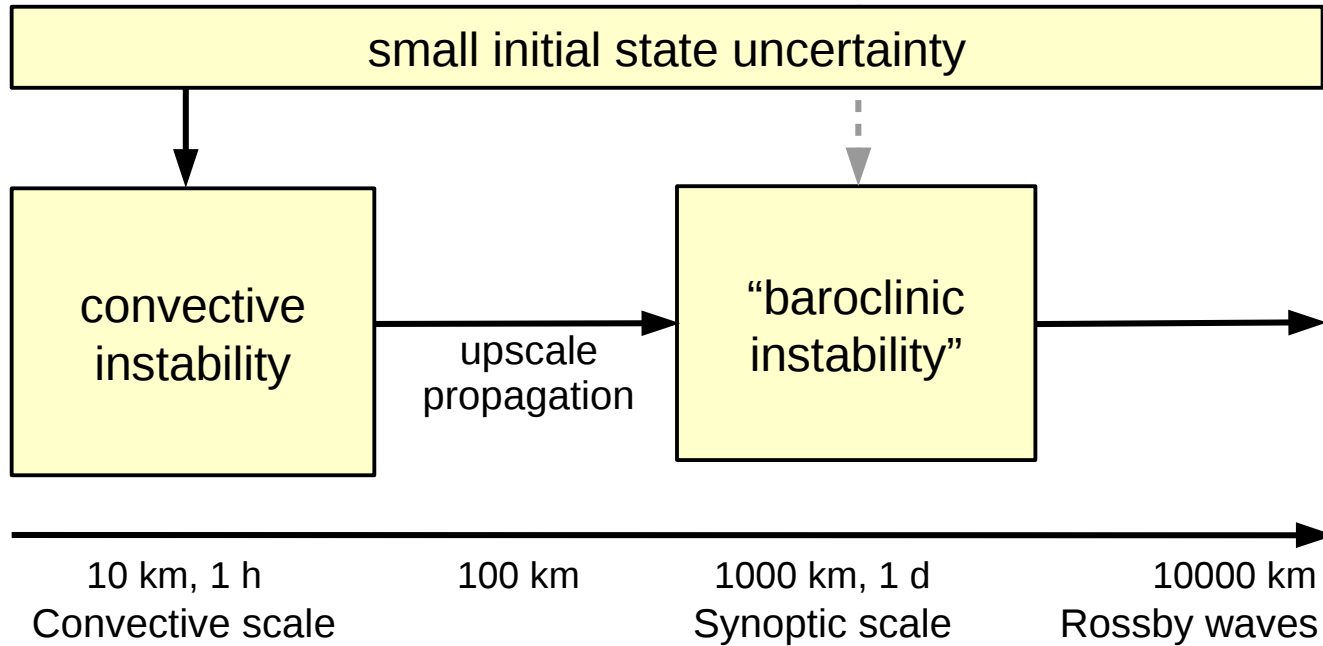 small initial state uncertainty
convective
instability
upscale
propagation
“baroclinic
instability”
10 km, 1 h
100 km
1000 km, 1 d
10000 km
Convective scale
Synoptic scale
Rossby waves